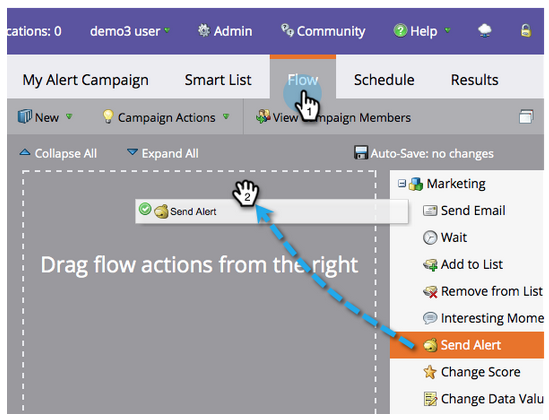 cations: 0 demo3 user Admin Community Help
My Alert Campaign Smart List Flow Schedule Results
New Campaign Actions View Campaign Members
Collapse All Expand All Auto-Save: no changes
Marketing
Send Email
Wait
Add to List
Remove from List
Interesting Mome
Send Alert
Change Score
Change Data Valu
1
2
Send Alert
Drag flow actions from the right